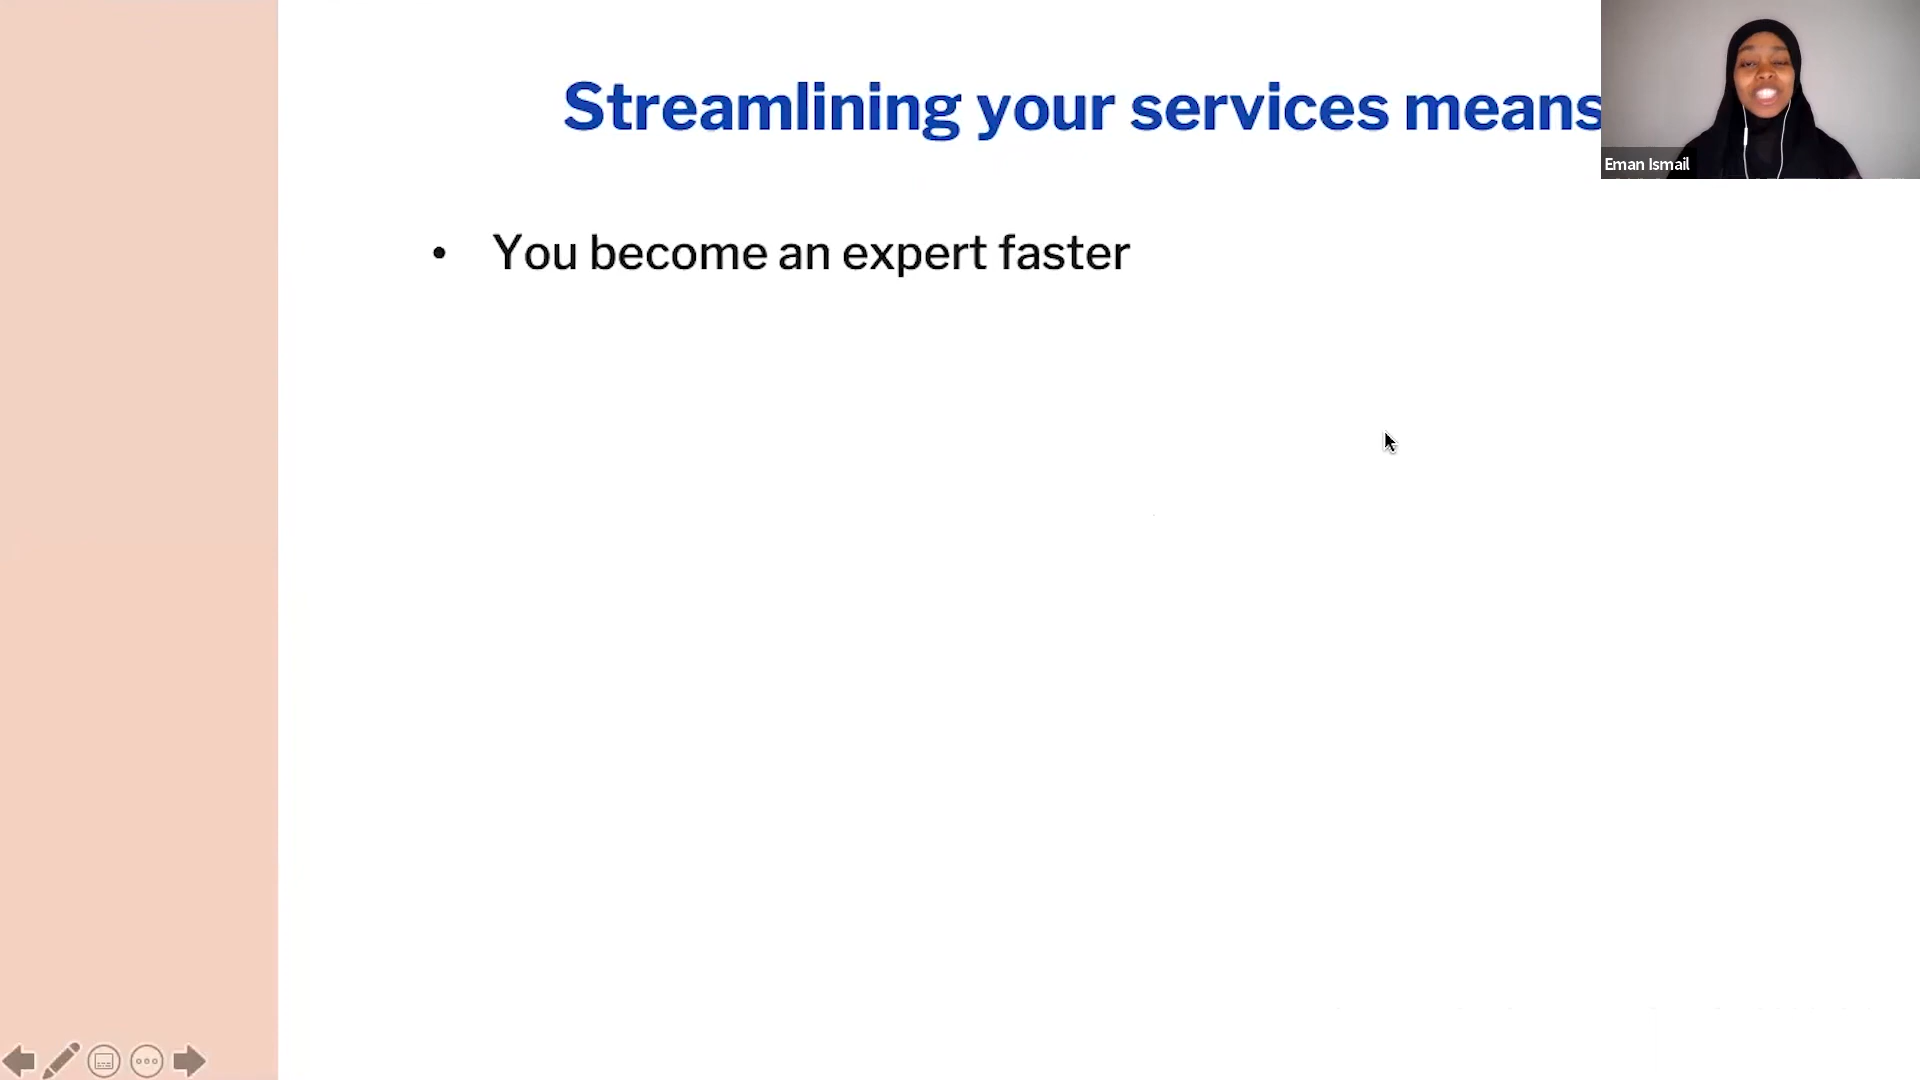 Streamlining your services means
Eman Ismail
• You become an expert faster